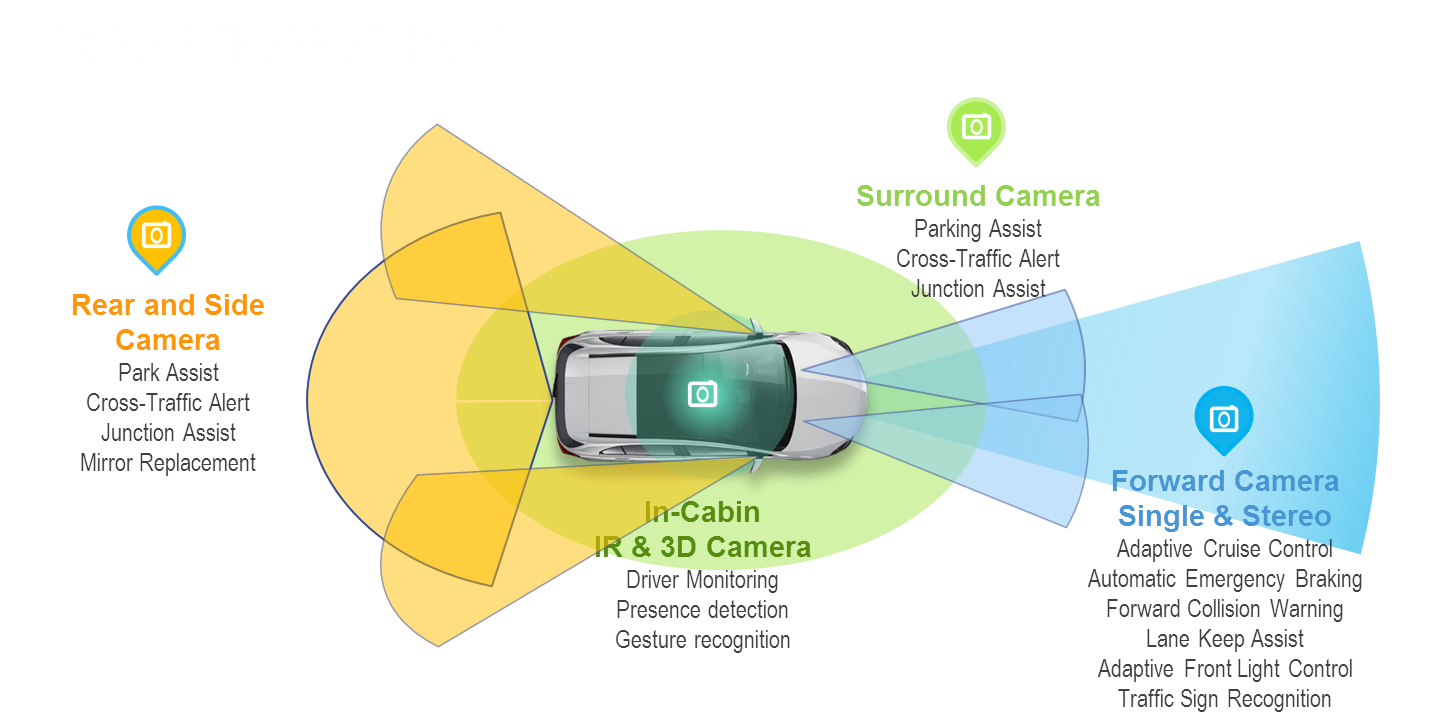 Surround Camera
Parking Assist
Cross-Traffic Alert
Junction Assist
Rear and Side
Camera
Park Assist
Cross-Traffic Alert
Junction Assist
Mirror Replacement
In-Cabin
IR & 3D Camera
Driver Monitoring
Presence detection
Gesture recognition
Forward Camera
Single & Stereo
Adaptive Cruise Control
Automatic Emergency Braking
Forward Collision Warning
Lane Keep Assist
Adaptive Front Light Control
Traffic Sign Recognition